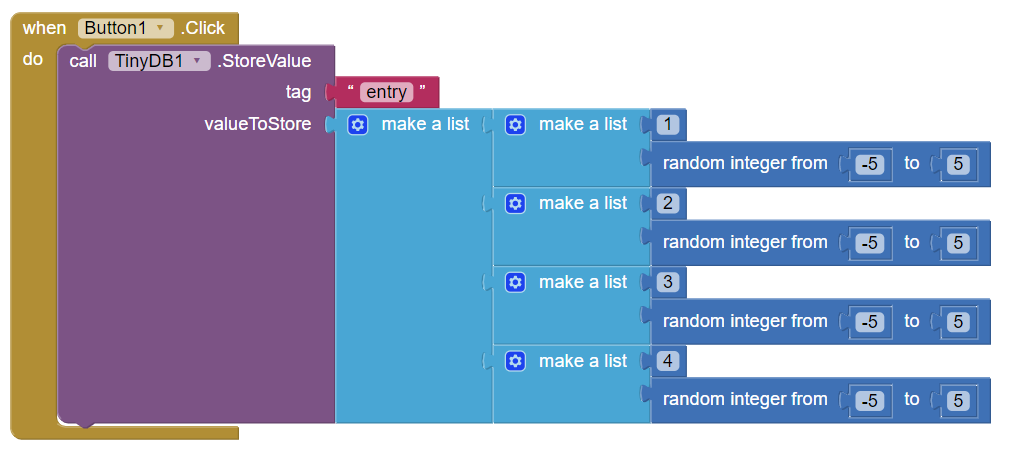 when Button1 .Click
do call TinyDB1 .StoreValue
tag “ entry ”
valueToStore make a list make a list 1
random integer from -5 to 5
make a list 2
random integer from -5 to 5
make a list 3
random integer from -5 to 5
make a list 4
random integer from -5 to 5